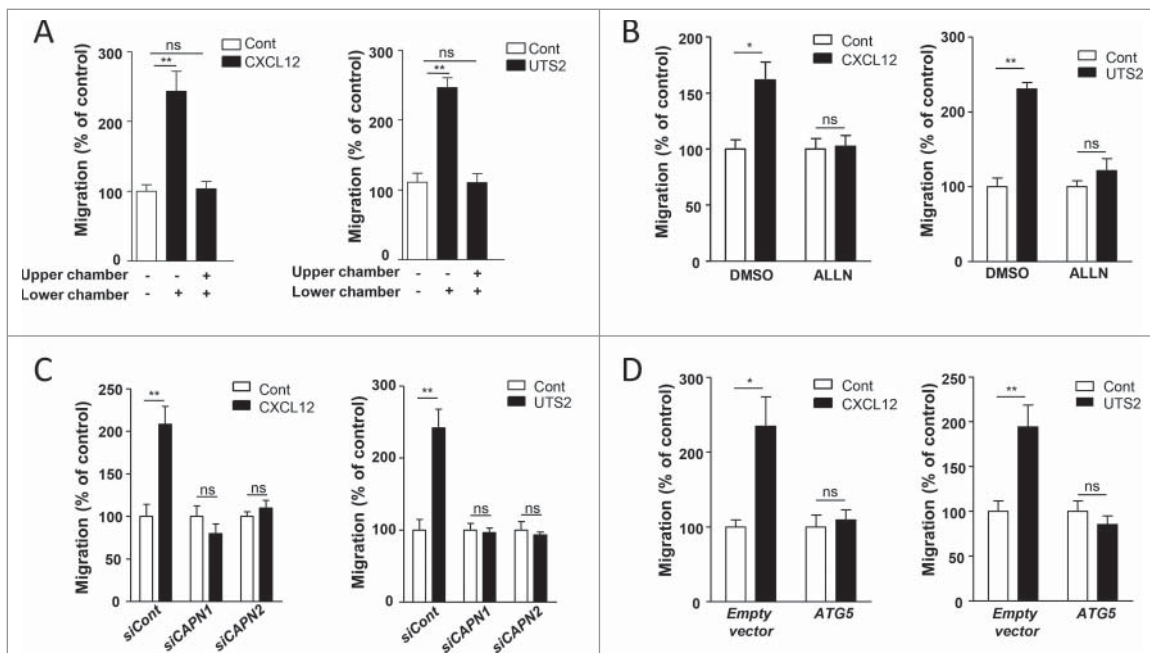 A
Migration (% of control)
300
200
100
0
ns
**
Cont
CXCL12
Upper chamber - - +
Lower chamber - + +
Migration (% of control)
300
200
100
0
ns
**
Cont
UTS2
Upper chamber - - +
Lower chamber - + +
B
Migration (% of control)
200
150
100
50
0
*
ns
Cont
CXCL12
DMSO ALLN
Migration (% of control)
300
200
100
0
**
ns
Cont
UTS2
DMSO ALLN
C
Migration (% of control)
250
200
150
100
50
0
**
ns
ns
Cont
CXCL12
siCont siCAPN1 siCAPN2
Migration (% of control)
300
200
100
0
**
ns
ns
Cont
UTS2
siCont siCAPN1 siCAPN2
D
Migration (% of control)
300
200
100
0
*
ns
Cont
CXCL12
Empty ATG5
vector
Migration (% of control)
250
200
150
100
50
0
**
ns
Cont
UTS2
Empty ATG5
vector